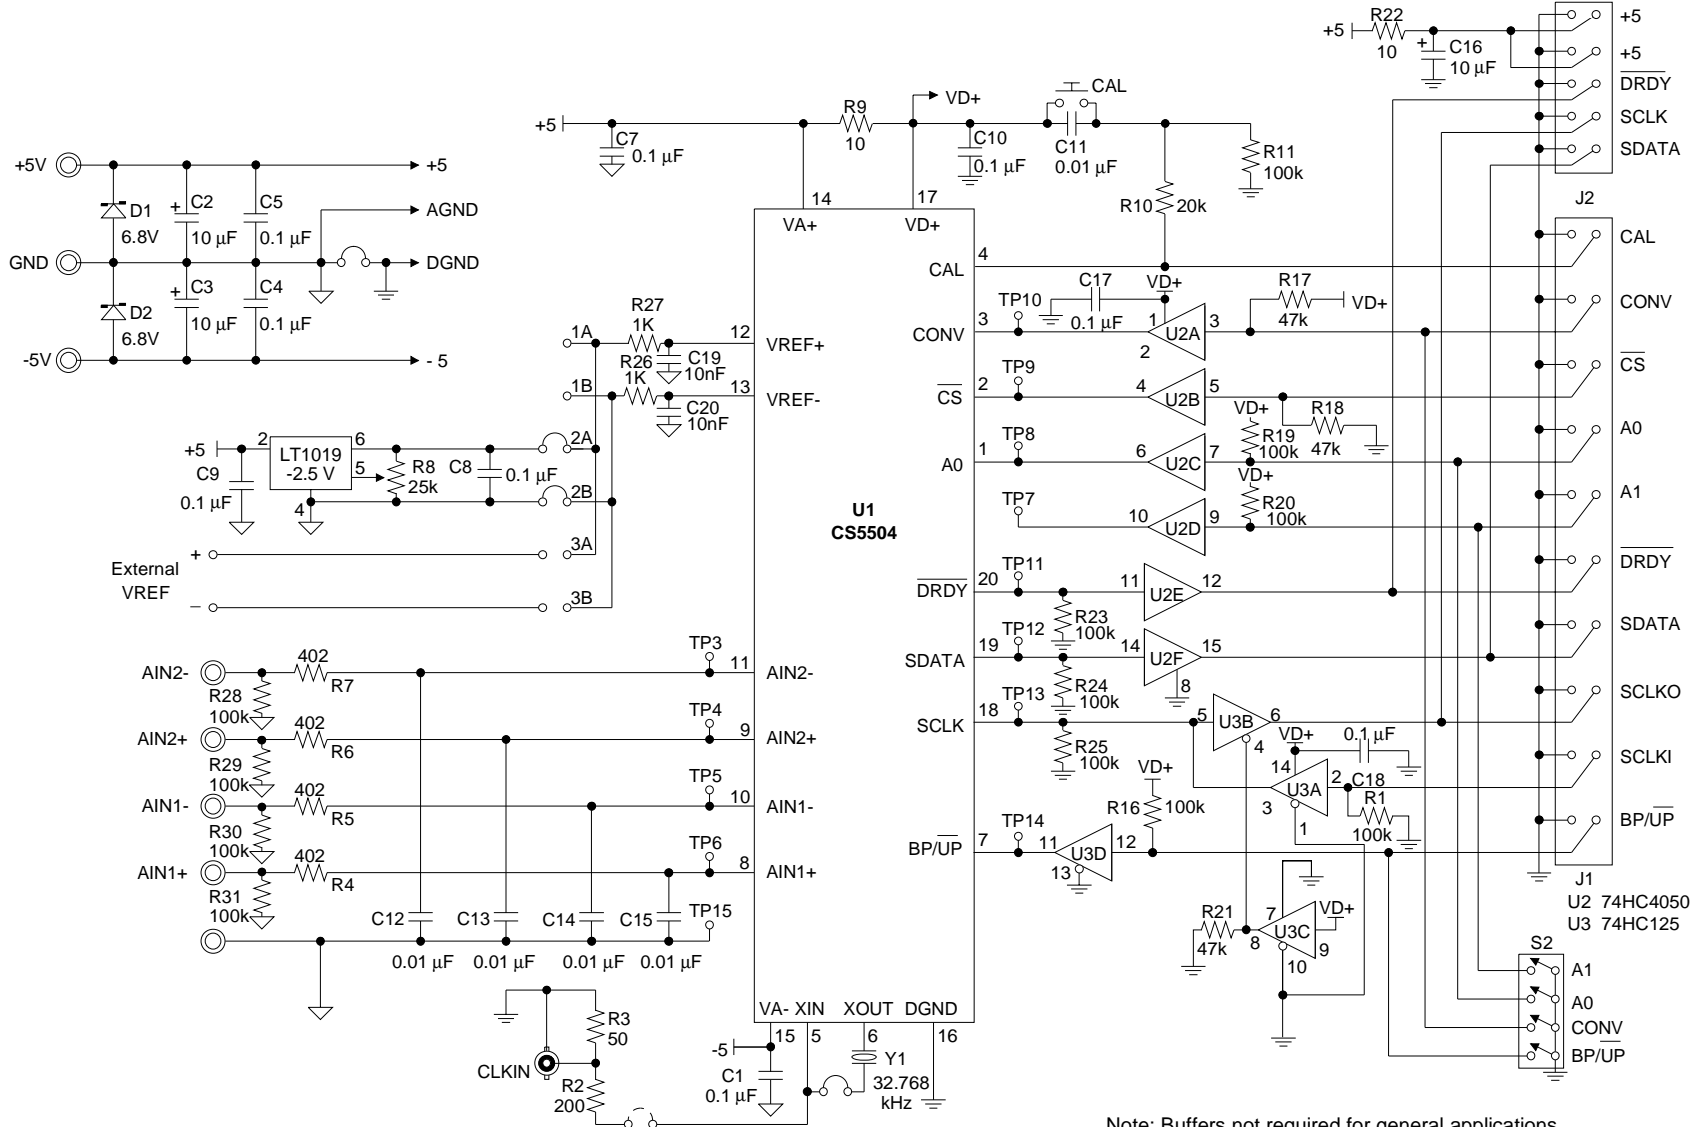 +5
R22
10
+
C16
10 µF
+5
+5
DRDY
SCLK
SDATA
J2
+5V
GND
-5V
D1
6.8V
D2
6.8V
+
C2
10 µF
+
C3
10 µF
C5
0.1 µF
C4
0.1 µF
+5
AGND
DGND
- 5
+5
C7
0.1 µF
R9
10
VD+
C10
0.1 µF
CAL
C11
0.01 µF
R11
100k
R10
20k
14
VA+
17
VD+
4
CAL
3
CONV
2
CS
1
A0
U1
CS5504
20
DRDY
19
SDATA
18
SCLK
7
BP/UP
12
VREF+
13
VREF-
11
AIN2-
9
AIN2+
10
AIN1-
8
AIN1+
VA-
XIN
XOUT
DGND
15
5
6
16
1A
R27
1K
C19
10nF
1B
R26
1K
C20
10nF
+5
2
LT1019
-2.5 V
6
5
4
C9
0.1 µF
R8
25k
C8
0.1 µF
2A
2B
3A
3B
+
External
VREF
–
AIN2-
402
R7
R28
100k
TP3
AIN2+
402
R6
R29
100k
TP4
AIN1-
402
R5
R30
100k
TP5
AIN1+
402
R4
R31
100k
TP6
TP15
C12
0.01 µF
C13
0.01 µF
C14
0.01 µF
C15
0.01 µF
CLKIN
R3
50
R2
200
-5
C1
0.1 µF
Y1
32.768
kHz
TP10
C17
0.1 µF
VD+
1
U2A
3
2
R17
47k
VD+
TP9
4
U2B
5
R18
47k
TP8
6
U2C
7
VD+
R19
100k
TP7
10
U2D
9
VD+
R20
100k
TP11
11
U2E
12
R23
100k
TP12
14
U2F
15
8
R24
100k
TP13
R25
100k
5
U3B
6
4
VD+
0.1 µF
C18
14
U3A
2
3
1
R1
100k
TP14
11
U3D
12
13
VD+
R16
100k
R21
47k
7
U3C
8
VD+
9
10
CAL
CONV
CS
A0
A1
DRDY
SDATA
SCLKO
SCLKI
BP/UP
J1
U2 74HC4050
U3 74HC125
S2
A1
A0
CONV
BP/UP
Note: Buffers not required for general applications